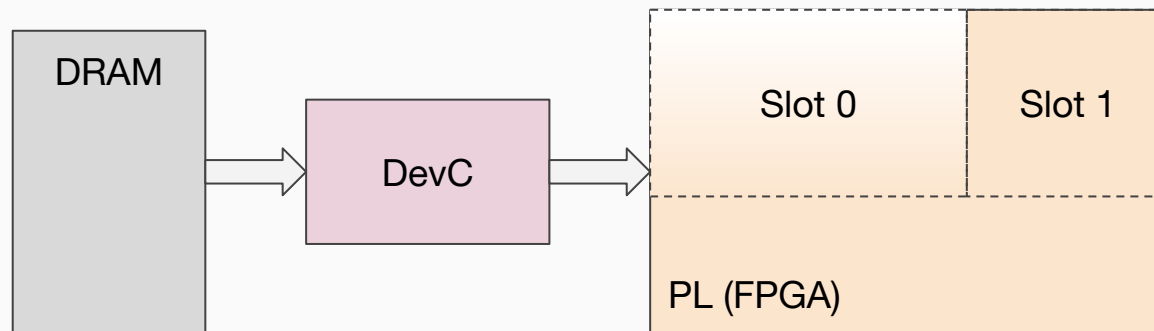 DRAM
DevC
Slot 0
Slot 1
PL (FPGA)